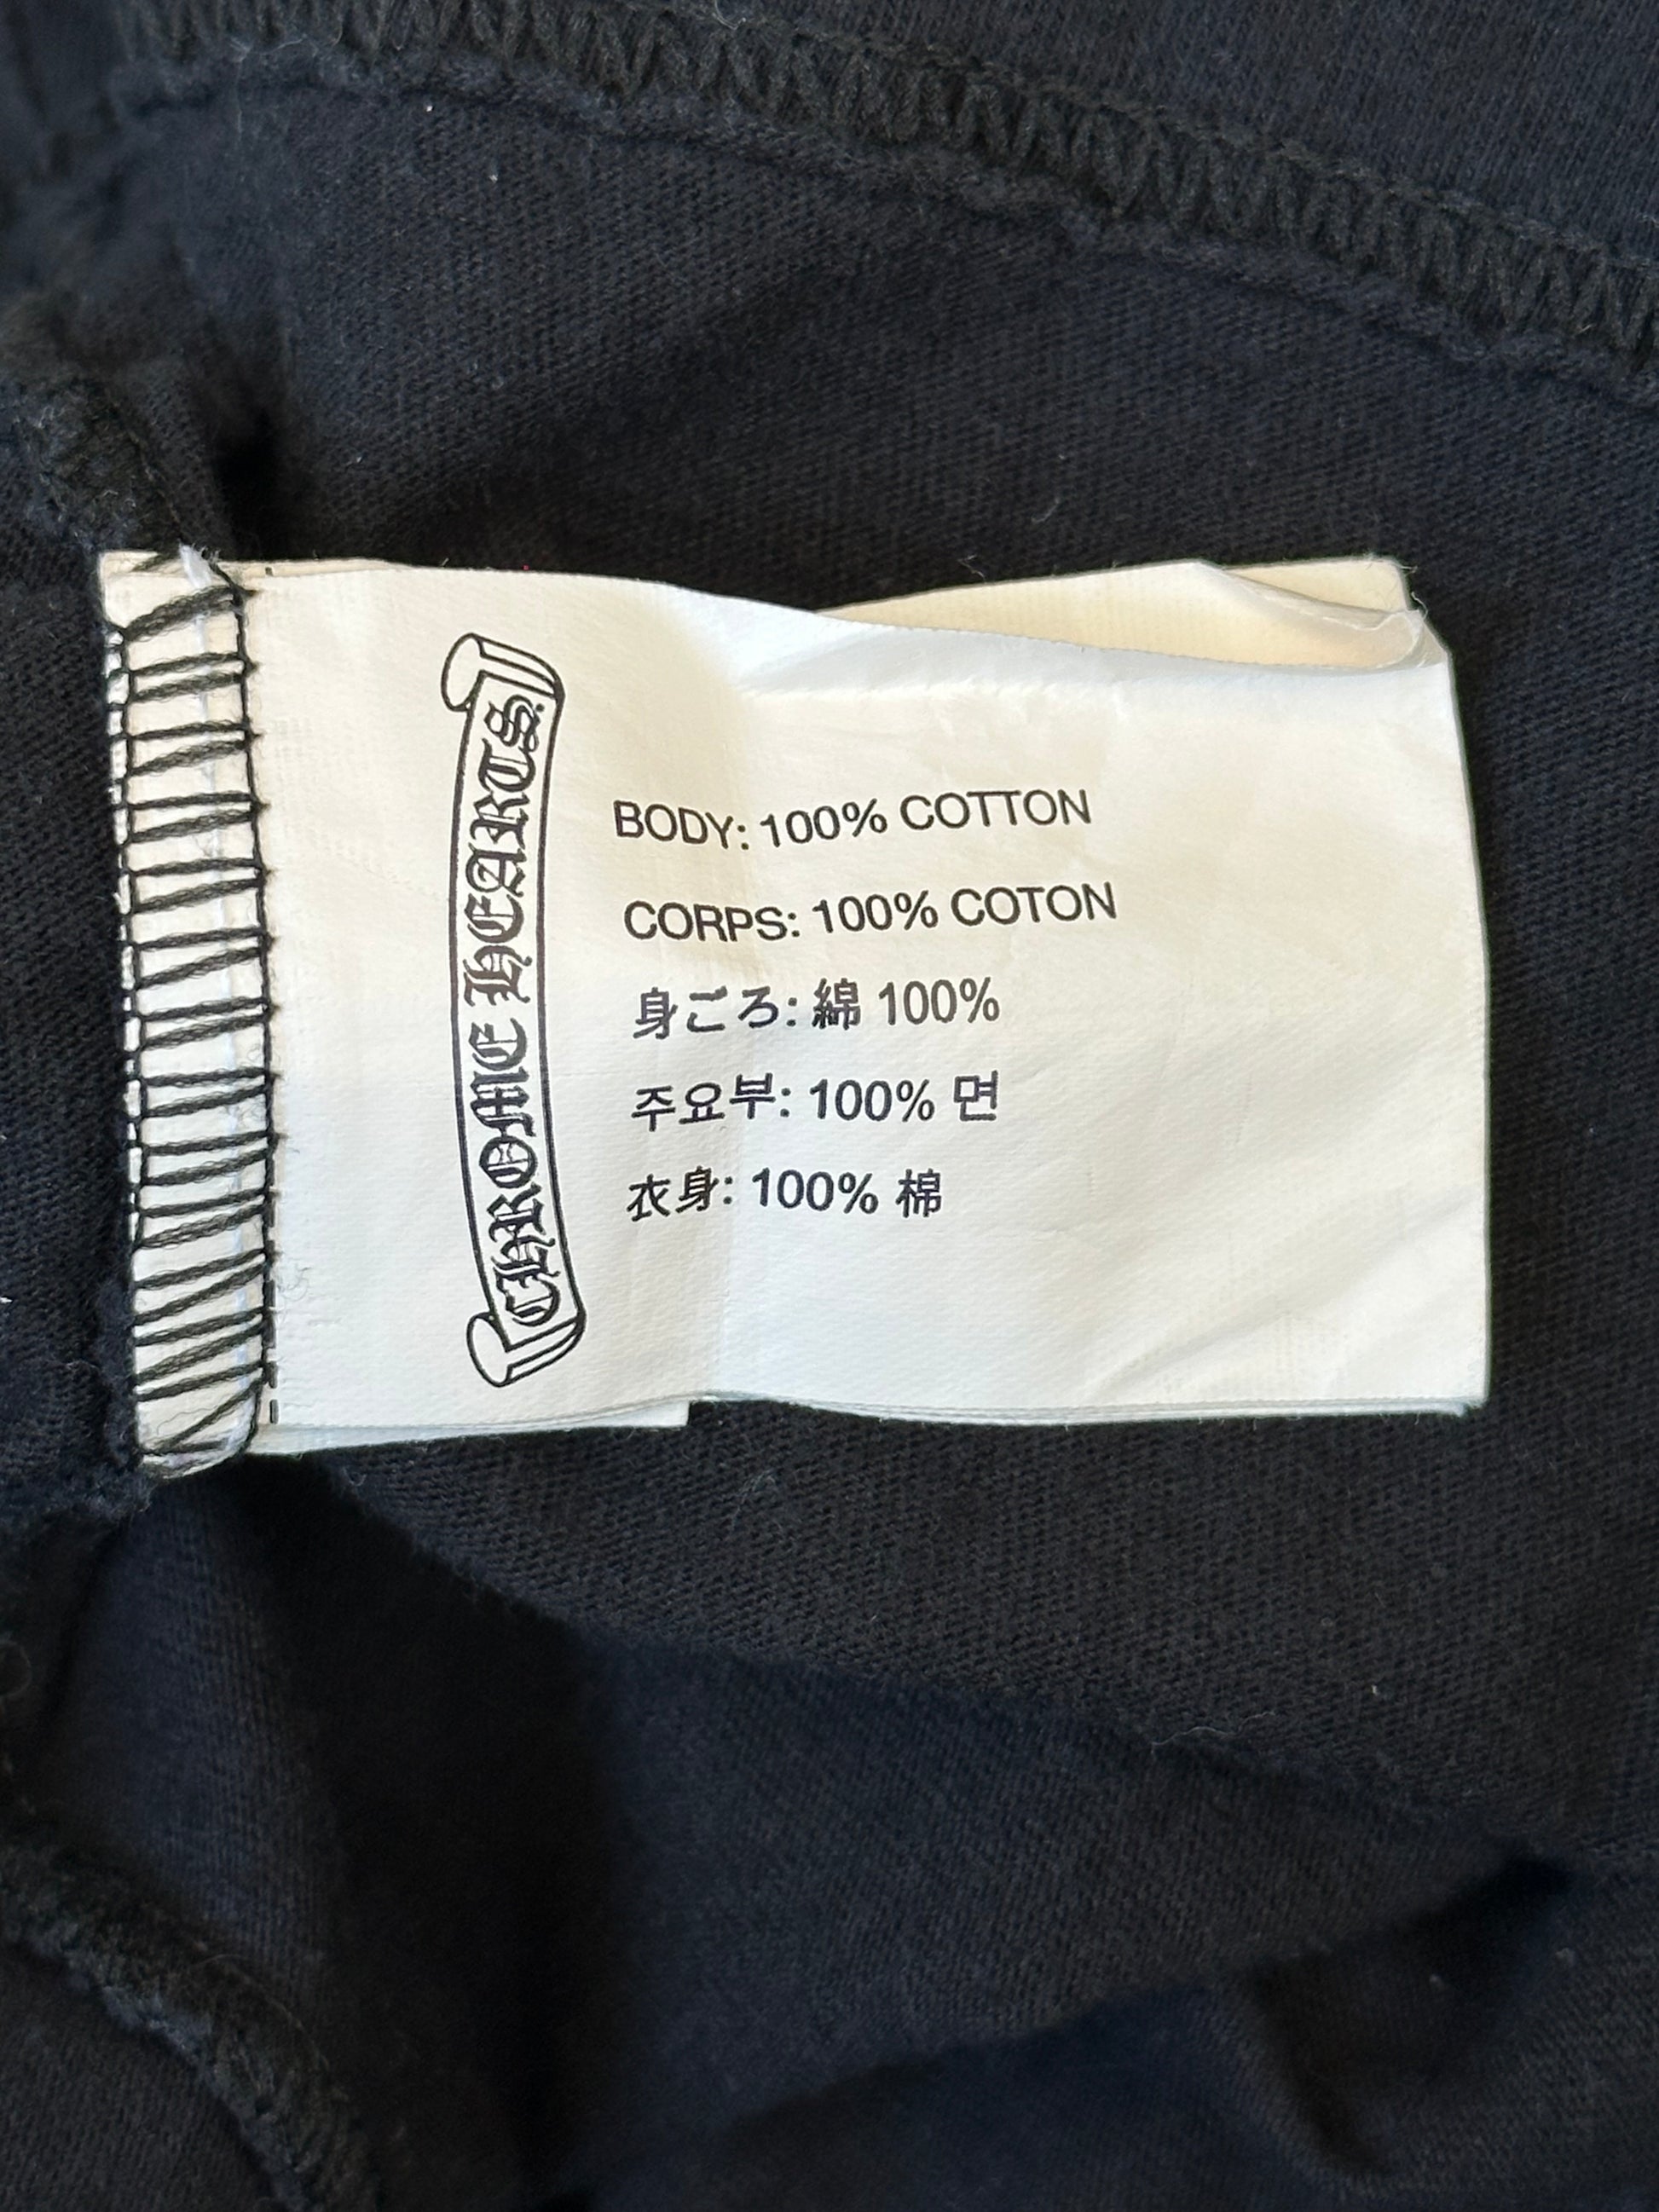 CHROME HEARTS
BODY: 100% COTTON
CORPS: 100% COTON
身ごろ: 綿 100%
주요부: 100% 면
衣身: 100% 棉